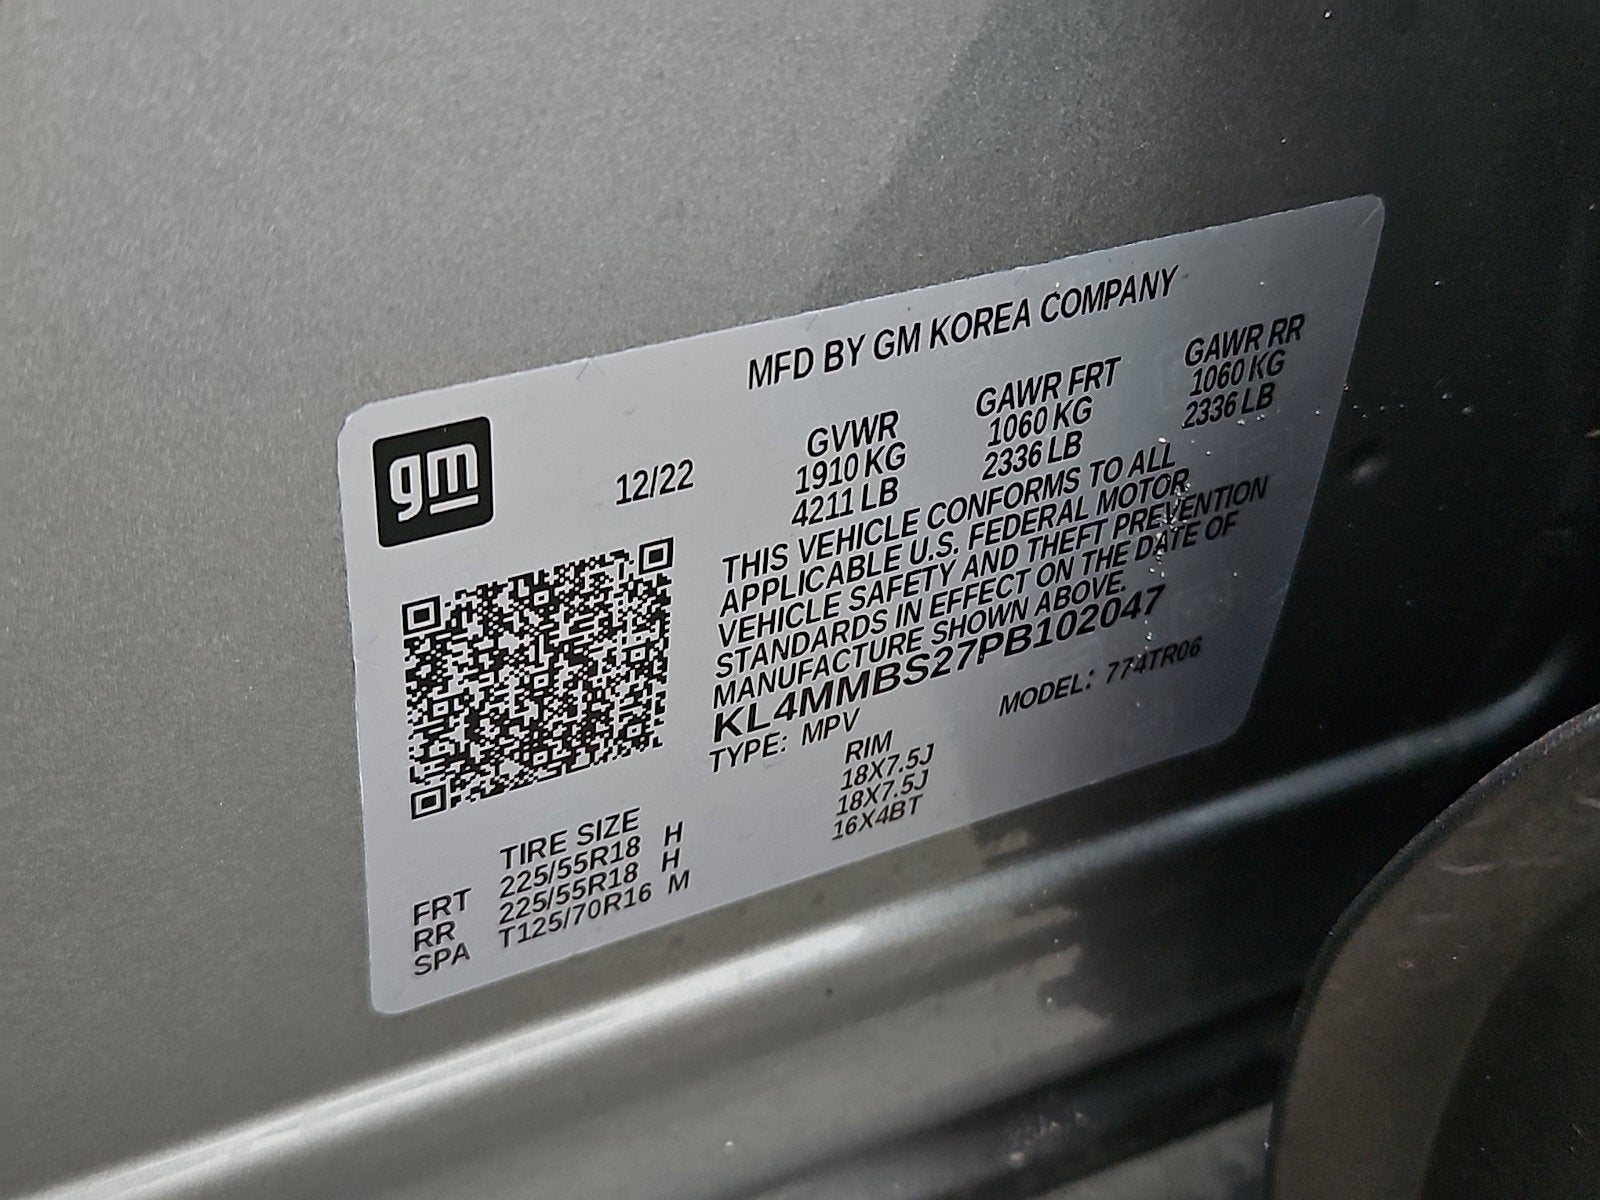 MFD BY GM KOREA COMPANY
gm
12/22
GVWR GAWR FRT GAWR RR
1910 KG 1060 KG 1060 KG
4211 LB 2336 LB 2336 LB
THIS VEHICLE CONFORMS TO ALL
APPLICABLE U.S. FEDERAL MOTOR
VEHICLE SAFETY AND THEFT PREVENTION
STANDARDS IN EFFECT ON THE DATE OF
MANUFACTURE SHOWN ABOVE.
KL4MMBS27PB102047
TYPE: MPV MODEL: 774TR06
TIRE SIZE RIM
FRT 225/55R18 H 18X7.5J
RR 225/55R18 H 18X7.5J
SPA T125/70R16 M 16X4BT